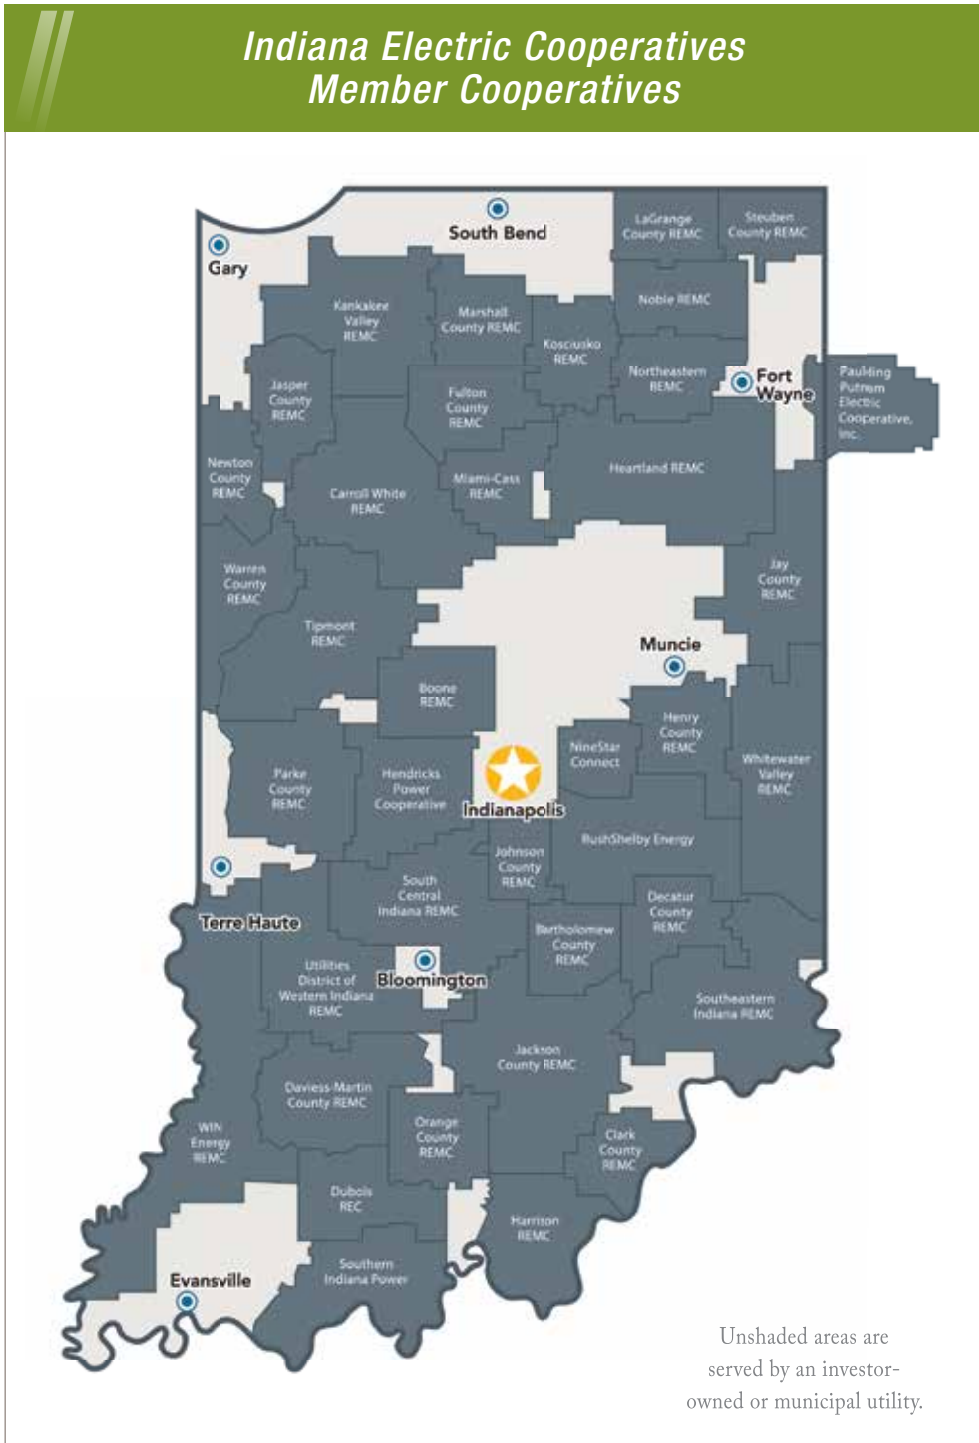 Indiana Electric Cooperatives
Member Cooperatives
South Bend
Gary
LaGrange
County REMC
Steuben
County REMC
Kankakee
Valley
REMC
Marshall
County REMC
Noble REMC
Kosciusko
REMC
Northeastern
REMC
Fort
Wayne
Paulding
Putnam
Electric
Cooperative,
Inc.
Jasper
County
REMC
Fulton
County
REMC
Newton
County
REMC
Carroll White
REMC
Miami-Cass
REMC
Heartland REMC
Warren
County
REMC
Jay
County
REMC
Tipmont
REMC
Muncie
Boone
REMC
Henry
County
REMC
NineStar
Connect
Whitewater
Valley
REMC
Parke
County
REMC
Hendricks
Power
Cooperative
Indianapolis
RushShelby Energy
Johnson
County
REMC
South
Central
Indiana REMC
Decatur
County
REMC
Terre Haute
Bartholomew
County
REMC
Bloomington
Utilities
District of
Western Indiana
REMC
Southeastern
Indiana REMC
Jackson
County REMC
Daviess-Martin
County REMC
Orange
County
REMC
WIN
Energy
REMC
Clark
County
REMC
Dubois
REC
Harrison
REMC
Southern
Indiana Power
Evansville
Unshaded areas are
served by an investor-
owned or municipal utility.